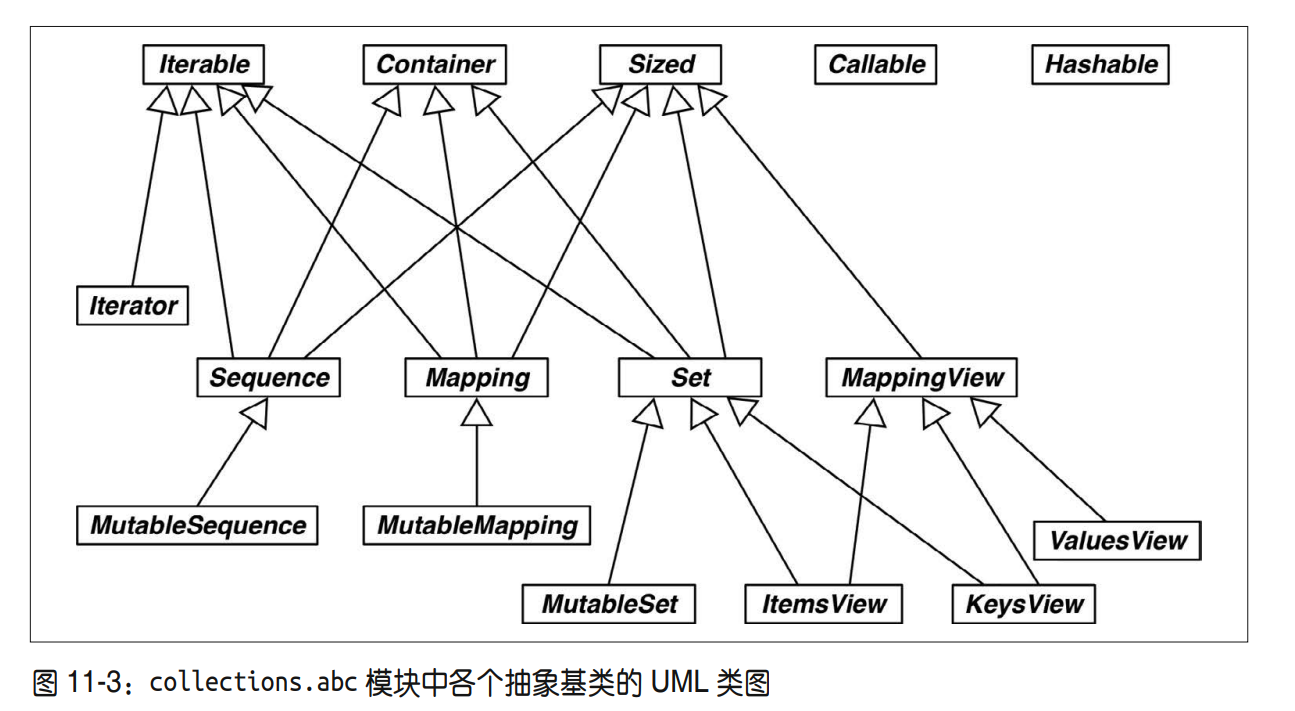 Iterable Container Sized Callable Hashable
Iterator
Sequence Mapping Set MappingView
MutableSequence MutableMapping
ValuesView
MutableSet ItemsView KeysView
图 11-3：collections.abc 模块中各个抽象基类的 UML 类图